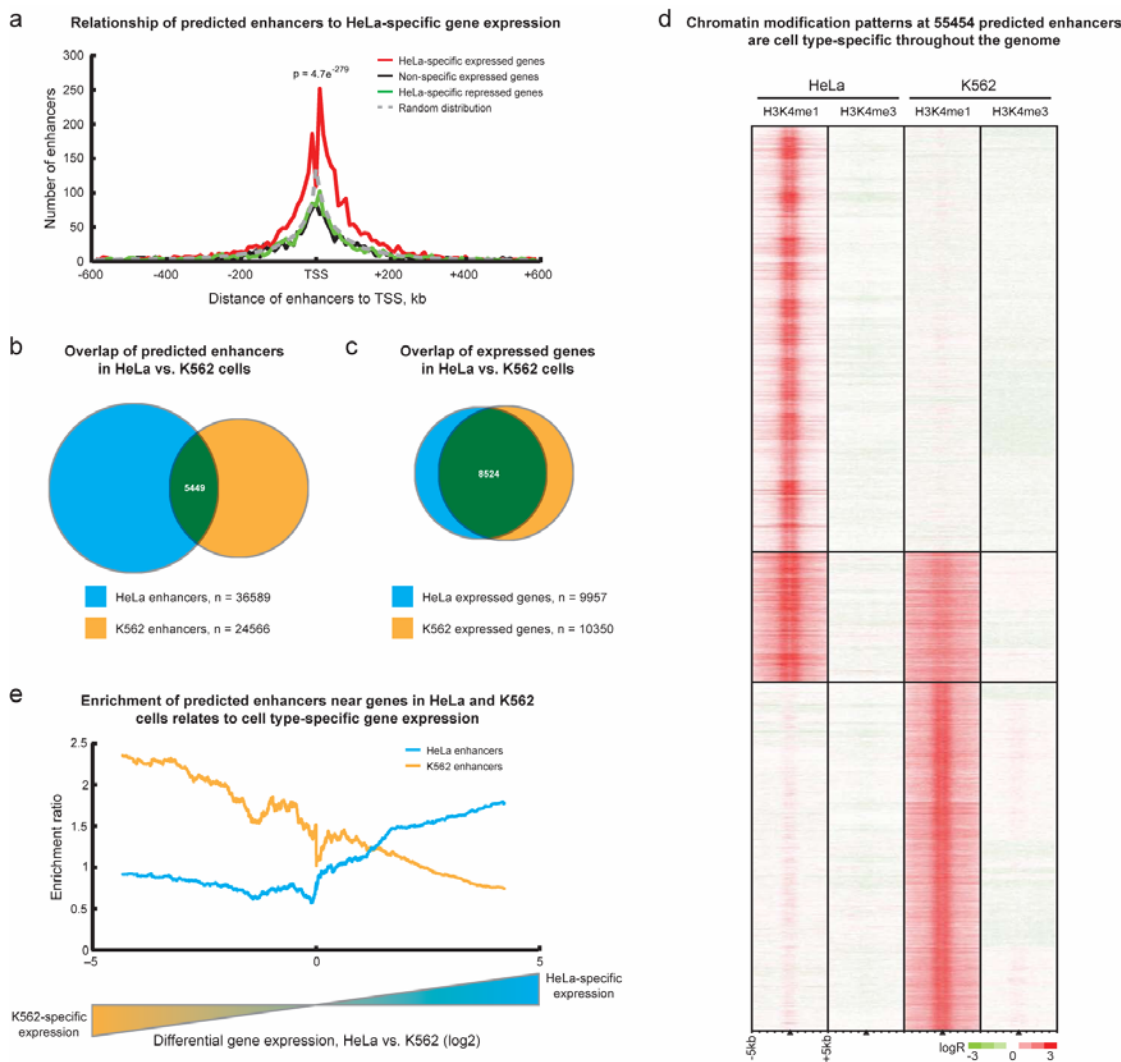 a
Relationship of predicted enhancers to HeLa-specific gene expression
300
250
200
150
100
50
0
Number of enhancers
p = 4.7e-279
HeLa-specific expressed genes
Non-specific expressed genes
HeLa-specific repressed genes
Random distribution
-600
-400
-200
TSS
+200
+400
+600
Distance of enhancers to TSS, kb
b
Overlap of predicted enhancers
in HeLa vs. K562 cells
5449
HeLa enhancers, n = 36589
K562 enhancers, n = 24566
c
Overlap of expressed genes
in HeLa vs. K562 cells
8524
HeLa expressed genes, n = 9957
K562 expressed genes, n = 10350
d
Chromatin modification patterns at 55454 predicted enhancers
are cell type-specific throughout the genome
HeLa
K562
H3K4me1
H3K4me3
H3K4me1
H3K4me3
-5kb
+5kb
logR
-3
0
3
e
Enrichment of predicted enhancers near genes in HeLa and K562
cells relates to cell type-specific gene expression
2.5
2
1.5
1
0.5
0
Enrichment ratio
HeLa enhancers
K562 enhancers
–5
0
5
K562-specific
expression
HeLa-specific
expression
Differential gene expression, HeLa vs. K562 (log2)